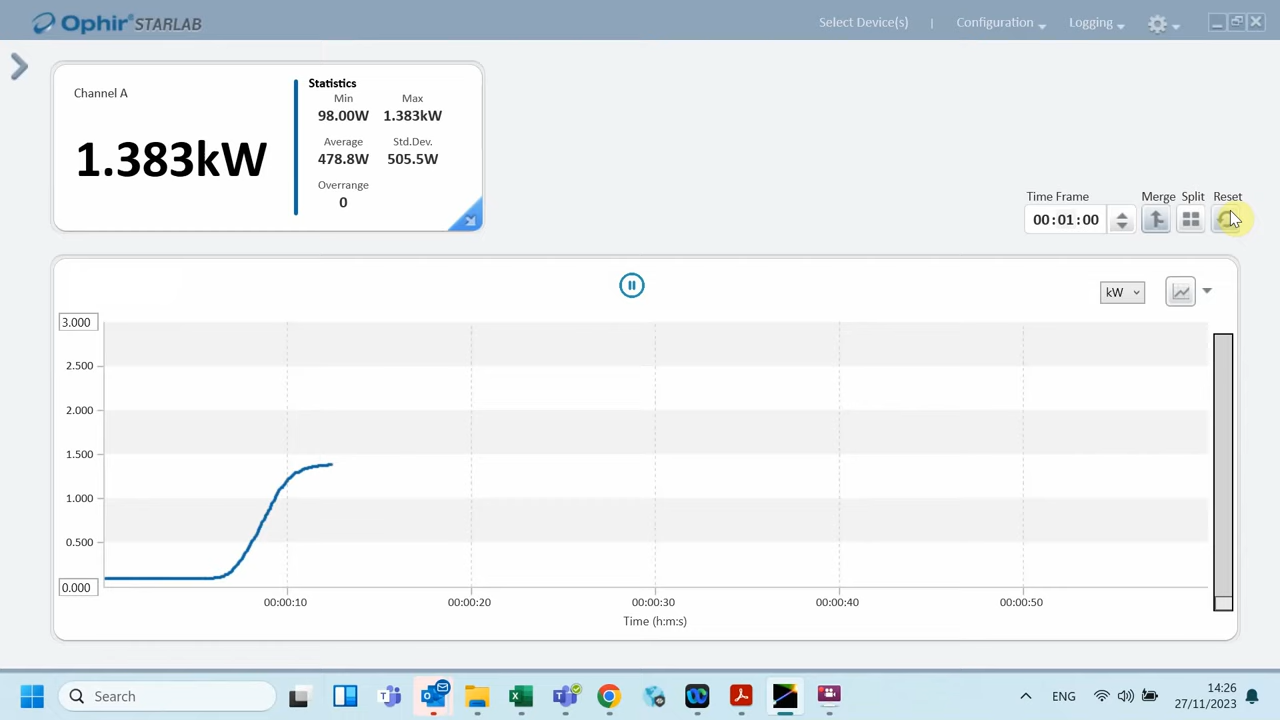 Ophir® STARLAB
Select Device(s) | Configuration Logging
Channel A
1.383kW
Statistics
Min Max
98.00W 1.383kW
Average Std.Dev.
478.8W 505.5W
Overrange
0
Time Frame Merge Split Reset
00:01:00
kW
3.000
2.500
2.000
1.500
1.000
0.500
0.000
00:00:10 00:00:20 00:00:30 00:00:40 00:00:50
Time (h:m:s)
Search
ENG
14:26
27/11/2023